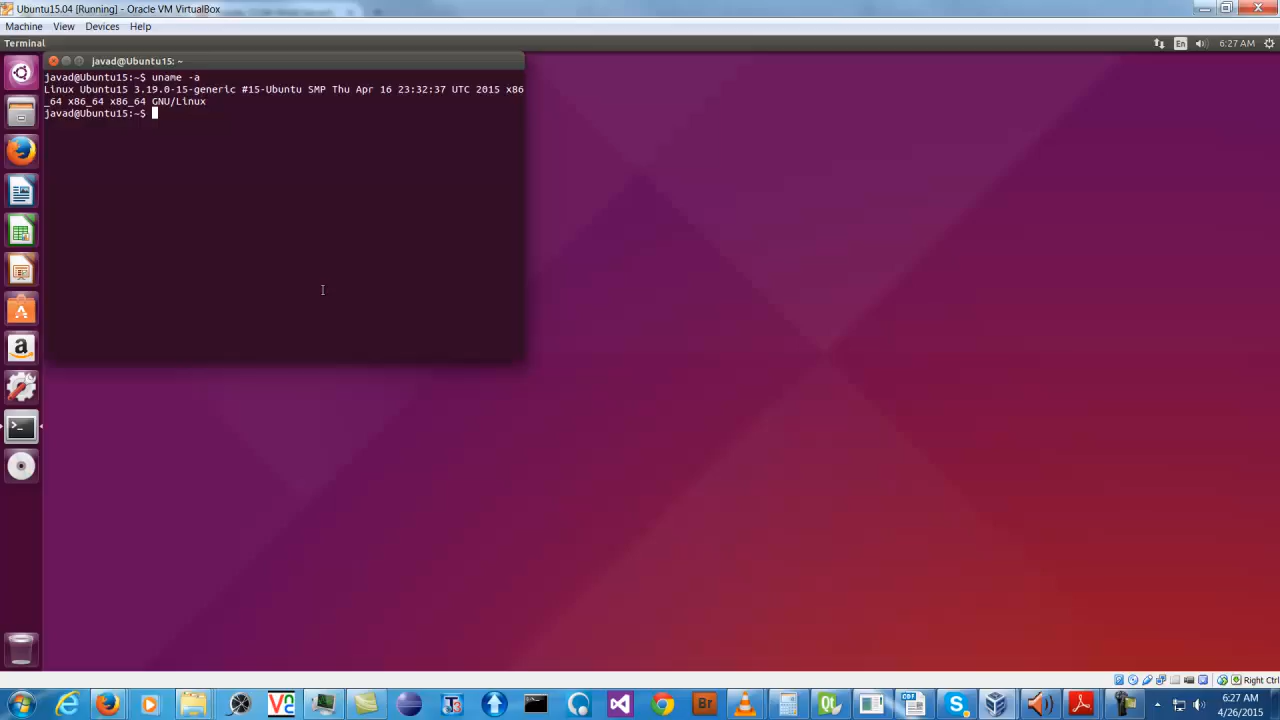 Ubuntu15.04 [Running] - Oracle VM VirtualBox
Machine View Devices Help
Terminal
En
6:27 AM
javad@Ubuntu15: ~
javad@Ubuntu15:~$ uname -a
Linux Ubuntu15 3.19.0-15-generic #15-Ubuntu SMP Thu Apr 16 23:32:37 UTC 2015 x86
_64 x86_64 x86_64 GNU/Linux
javad@Ubuntu15:~$
Right Ctrl
Br
6:27 AM
4/26/2015